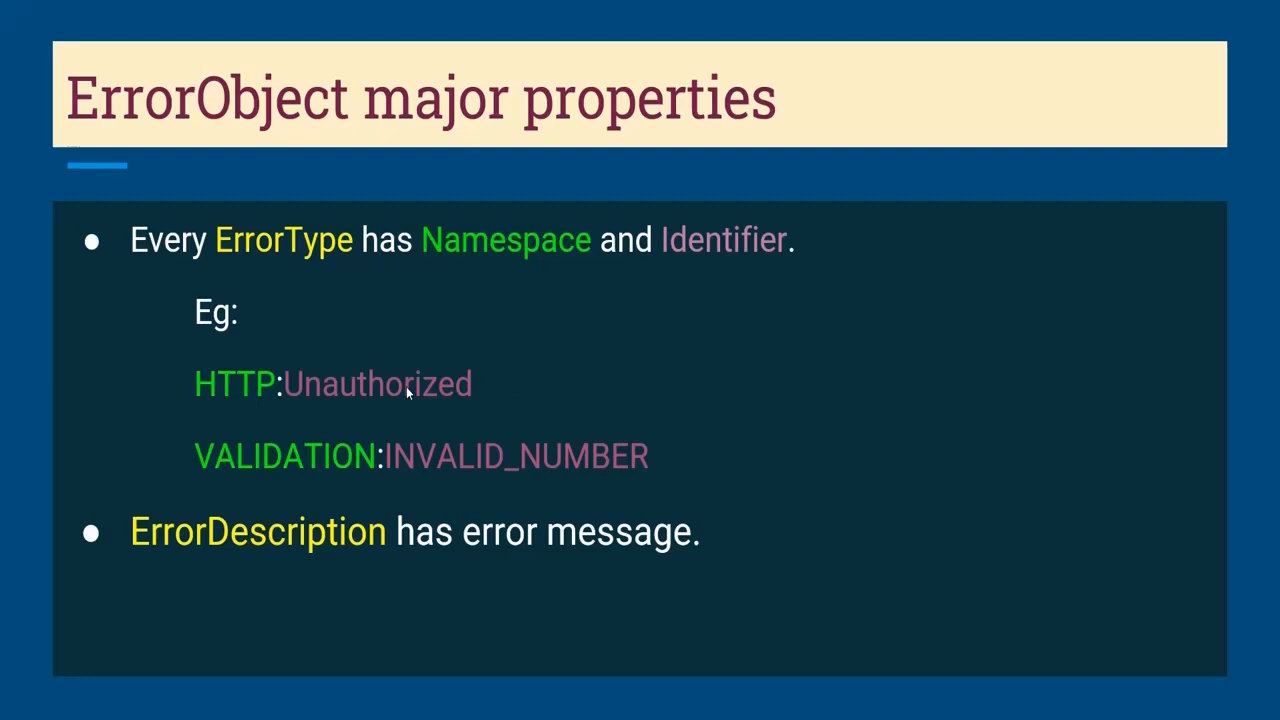 ErrorObject major properties
● Every ErrorType has Namespace and Identifier.
Eg:
HTTP:Unauthorized
VALIDATION:INVALID_NUMBER
● ErrorDescription has error message.